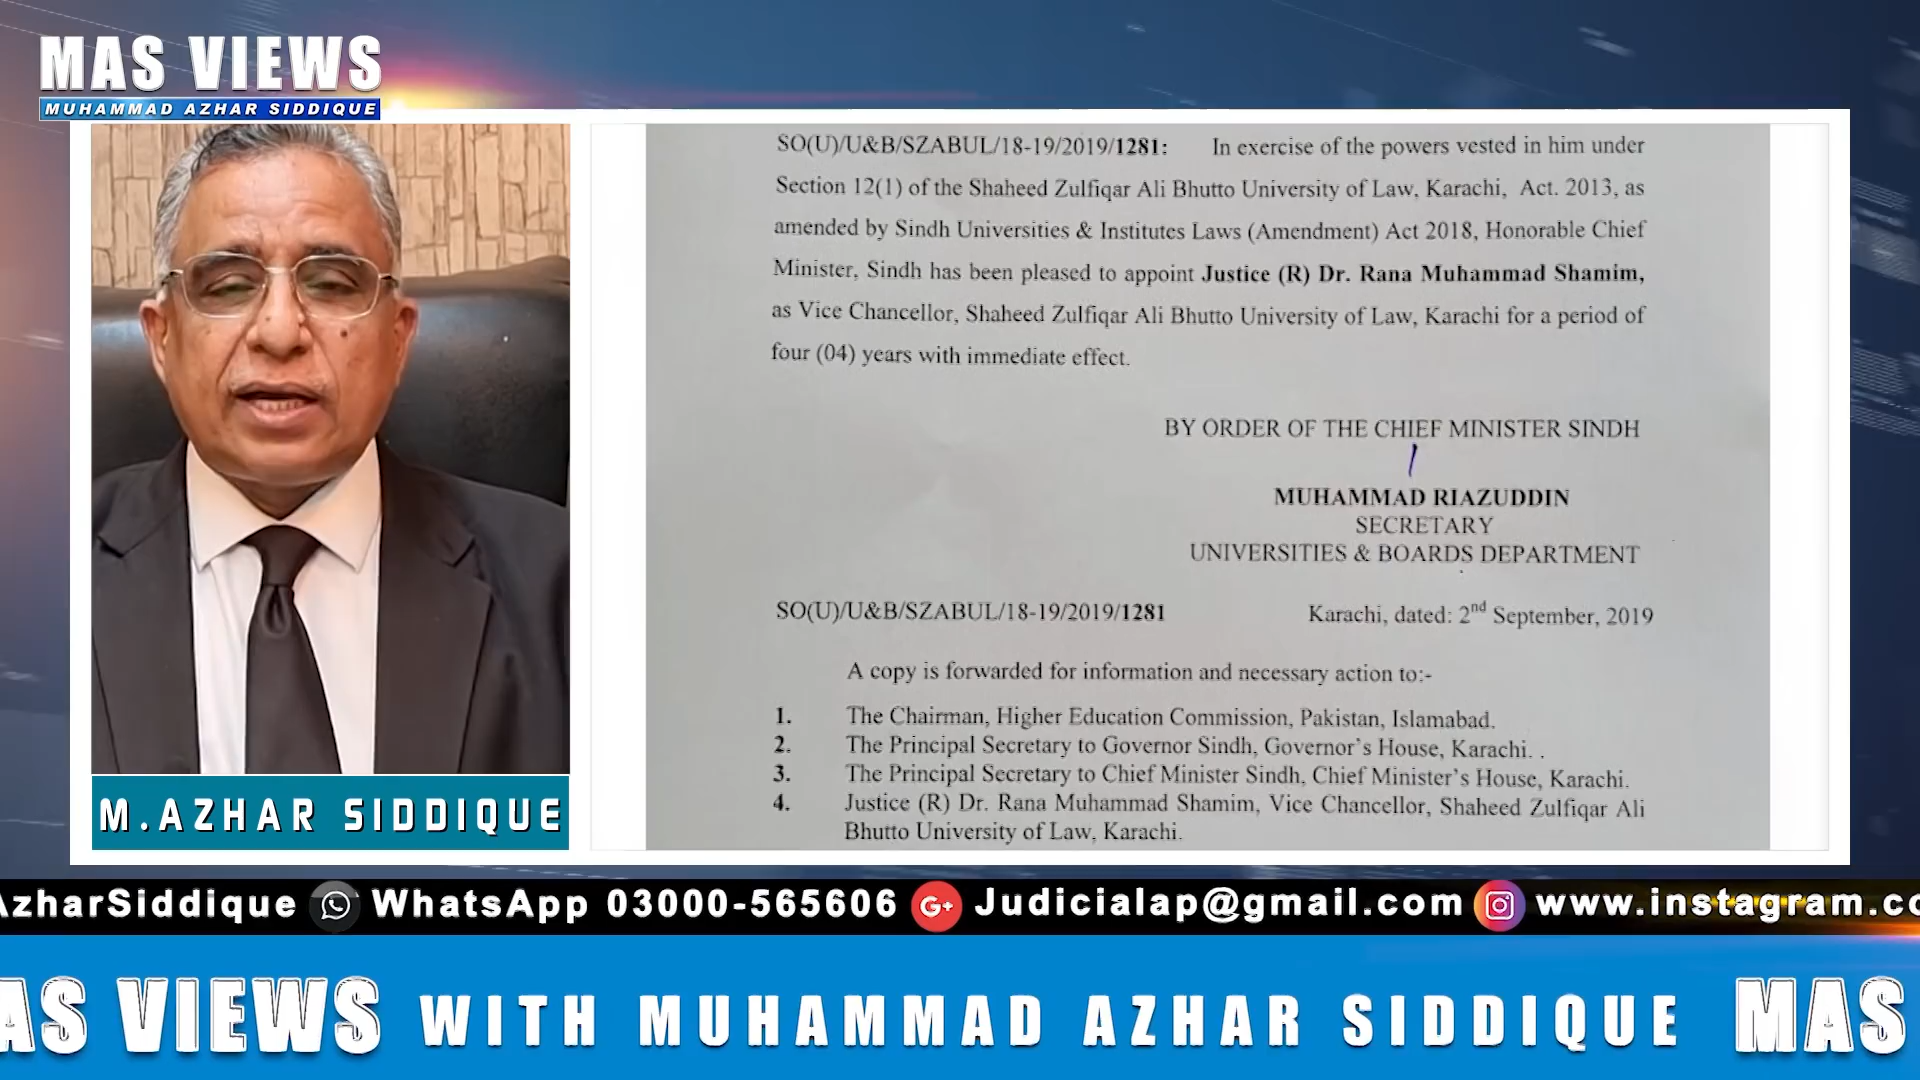 MAS VIEWS
MUHAMMAD AZHAR SIDDIQUE
SO(U)/U&B/SZABUL/18-19/2019/1281: In exercise of the powers vested in him under
Section 12(1) of the Shaheed Zulfiqar Ali Bhutto University of Law, Karachi, Act. 2013, as
amended by Sindh Universities & Institutes Laws (Amendment) Act 2018, Honorable Chief
Minister, Sindh has been pleased to appoint Justice (R) Dr. Rana Muhammad Shamim,
as Vice Chancellor, Shaheed Zulfiqar Ali Bhutto University of Law, Karachi for a period of
four (04) years with immediate effect.
BY ORDER OF THE CHIEF MINISTER SINDH
MUHAMMAD RIAZUDDIN
SECRETARY
UNIVERSITIES & BOARDS DEPARTMENT
SO(U)/U&B/SZABUL/18-19/2019/1281 Karachi, dated: 2nd September, 2019
A copy is forwarded for information and necessary action to:-
1. The Chairman, Higher Education Commission, Pakistan, Islamabad.
2. The Principal Secretary to Governor Sindh, Governor's House, Karachi. .
3. The Principal Secretary to Chief Minister Sindh, Chief Minister's House, Karachi.
4. Justice (R) Dr. Rana Muhammad Shamim, Vice Chancellor, Shaheed Zulfiqar Ali
Bhutto University of Law, Karachi.
M.AZHAR SIDDIQUE
AzharSiddique WhatsApp 03000-565606 G+ Judicialap@gmail.com www.instagram.co
AS VIEWS WITH MUHAMMAD AZHAR SIDDIQUE MAS